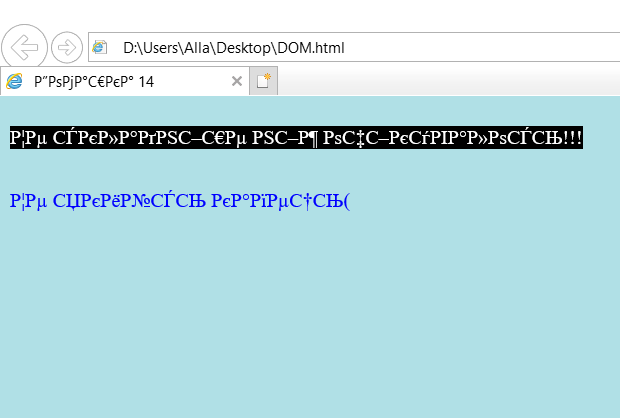 D:\Users\Alla\Desktop\DOM.html
Р”РѕРјР°С€РєР° 14
Р¦Рµ СЃРєР»Р°РґРЅС–С€Рµ РЅС–Р¶ РѕС‡С–РєСѓРІР°Р»РѕСЃСЊ!!!
Р¦Рµ СЏРєРёР№СЃСЊ РєР°РїРµС†СЊ(